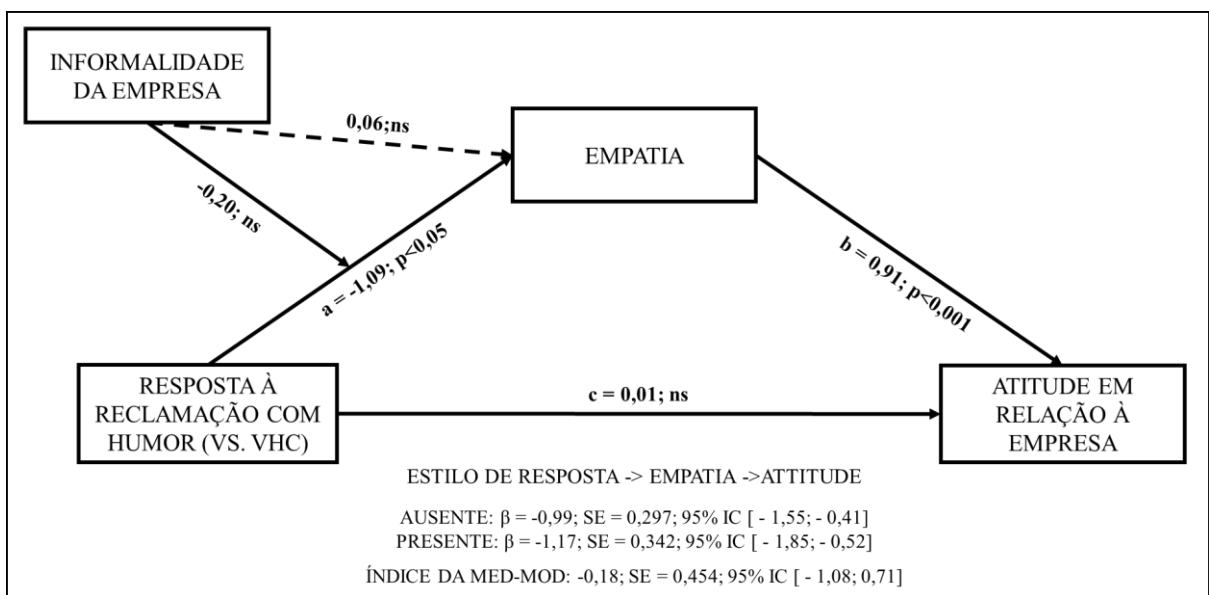 INFORMALIDADE
DA EMPRESA
0,06;ns
EMPATIA
-0,20; ns
a = -1,09; p<0,05
b = 0,91; p<0,001
RESPOSTA À
RECLAMAÇÃO COM
HUMOR (VS. VHC)
c = 0,01; ns
ATITUDE EM
RELAÇÃO À
EMPRESA
ESTILO DE RESPOSTA -> EMPATIA ->ATTITUDE
AUSENTE: β = -0,99; SE = 0,297; 95% IC [ - 1,55; - 0,41]
PRESENTE: β = -1,17; SE = 0,342; 95% IC [ - 1,85; - 0,52]
ÍNDICE DA MED-MOD: -0,18; SE = 0,454; 95% IC [ - 1,08; 0,71]